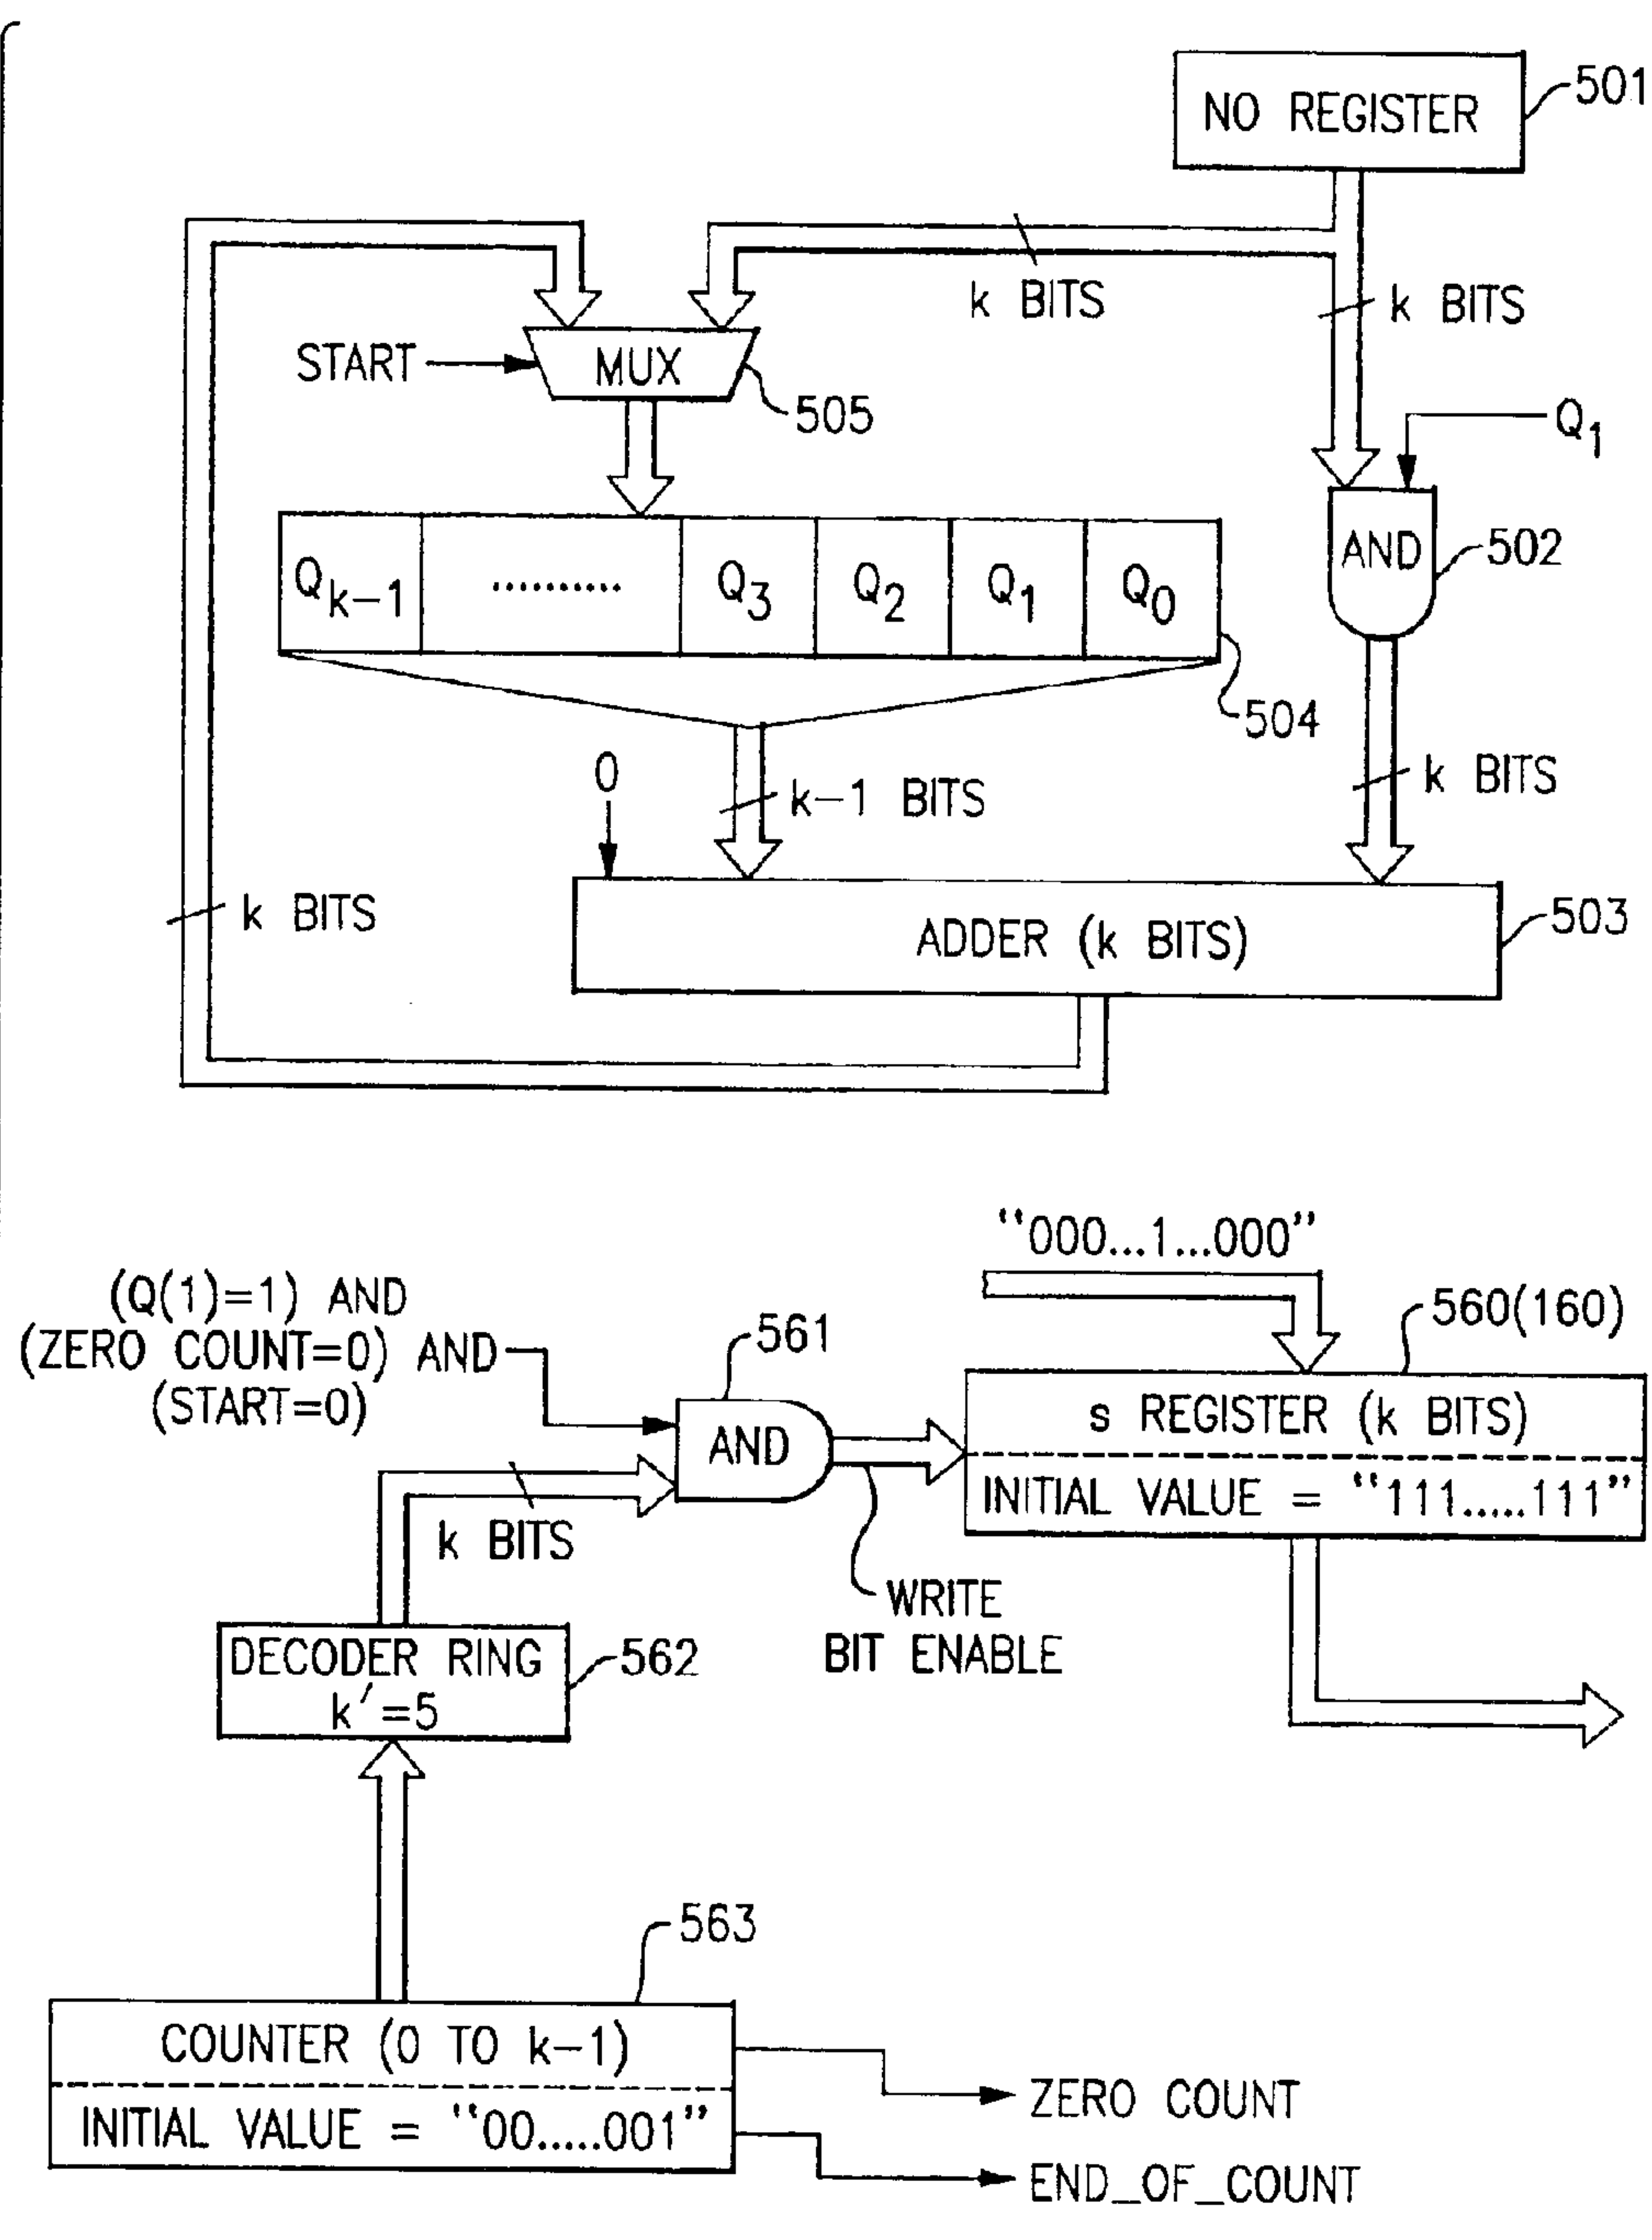 NO REGISTER
501
k BITS
k BITS
START
MUX
505
Q1
Qk-1
..........
Q3
Q2
Q1
Q0
AND
502
504
0
k-1 BITS
k BITS
k BITS
ADDER (k BITS)
503
"000...1...000"
(Q(1)=1) AND
(ZERO COUNT=0) AND
(START=0)
561
560(160)
AND
s REGISTER (k BITS)
INITIAL VALUE = "111.....111"
k BITS
WRITE
BIT ENABLE
DECODER RING
k'=5
562
563
COUNTER (0 TO k-1)
INITIAL VALUE = "00.....001"
ZERO COUNT
END_OF_COUNT